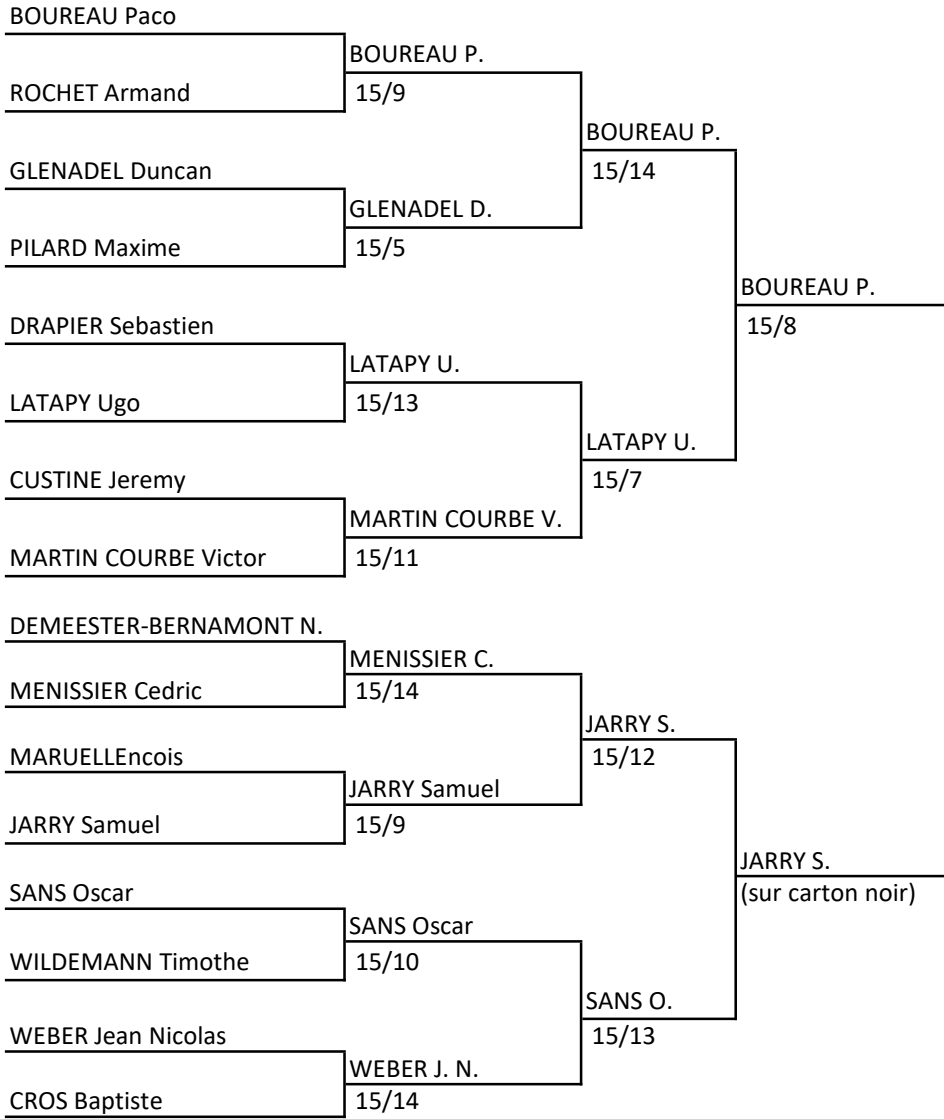 BOUREAU Paco
BOUREAU P.
ROCHET Armand
15/9
BOUREAU P.
GLENADEL Duncan
15/14
GLENADEL D.
PILARD Maxime
15/5
BOUREAU P.
DRAPIER Sebastien
15/8
LATAPY U.
LATAPY Ugo
15/13
LATAPY U.
CUSTINE Jeremy
15/7
MARTIN COURBE V.
MARTIN COURBE Victor
15/11
DEMEESTER-BERNAMONT N.
MENISSIER C.
MENISSIER Cedric
15/14
JARRY S.
MARUELLEncois
15/12
JARRY Samuel
JARRY Samuel
15/9
JARRY S.
SANS Oscar
(sur carton noir)
SANS Oscar
WILDEMANN Timothe
15/10
SANS O.
WEBER Jean Nicolas
15/13
WEBER J. N.
CROS Baptiste
15/14